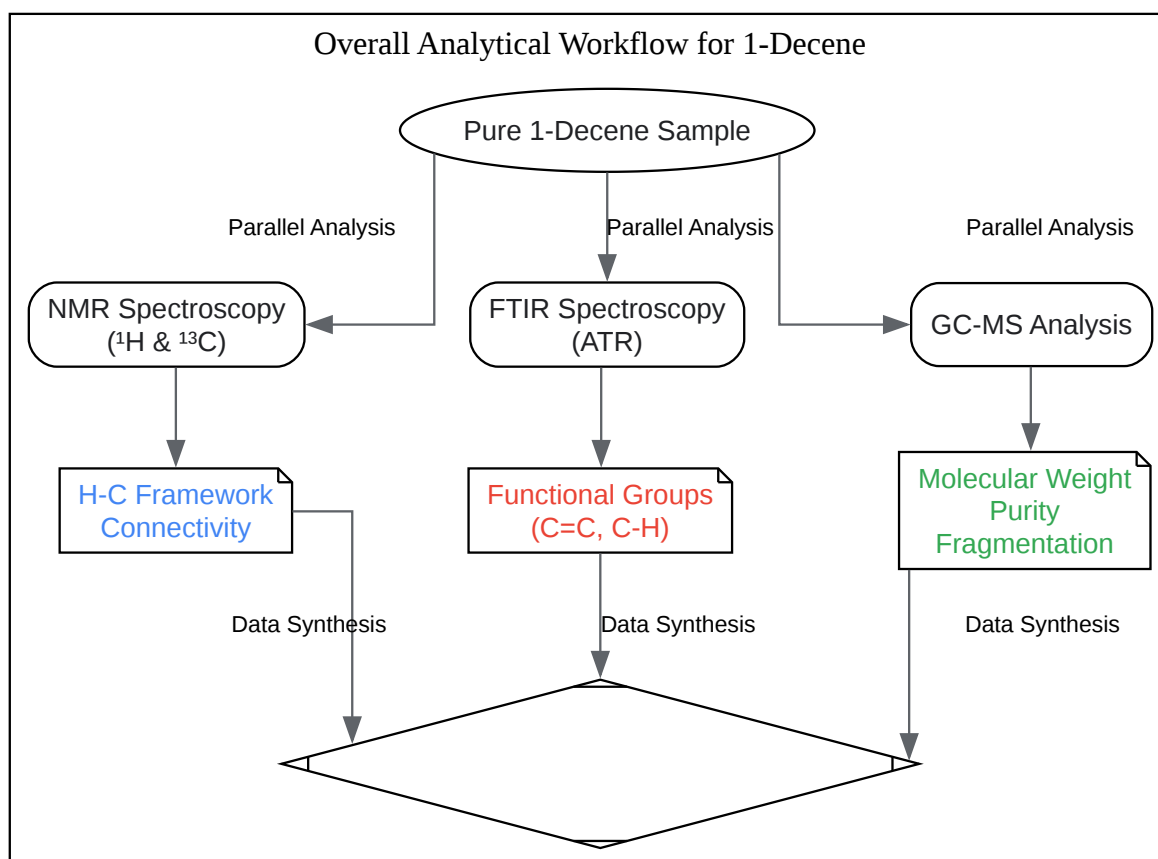 Overall Analytical Workflow for 1-Decene
Pure 1-Decene Sample
Parallel Analysis
Parallel Analysis
Parallel Analysis
NMR Spectroscopy
(¹H & ¹³C)
FTIR Spectroscopy
(ATR)
GC-MS Analysis
H-C Framework
Connectivity
Functional Groups
(C=C, C-H)
Molecular Weight
Purity
Fragmentation
Data Synthesis
Data Synthesis
Data Synthesis